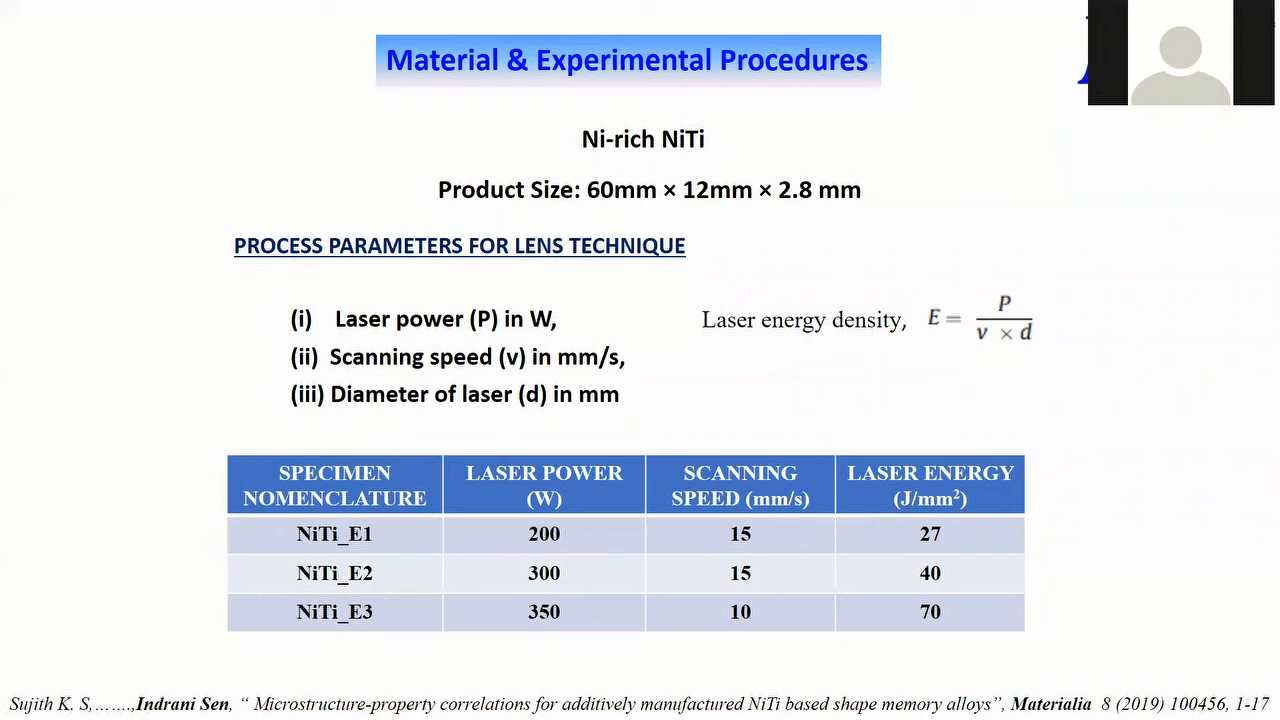 Material & Experimental Procedures
Ni-rich NiTi
Product Size: 60mm × 12mm × 2.8 mm
PROCESS PARAMETERS FOR LENS TECHNIQUE
(i) Laser power (P) in W,
(ii) Scanning speed (v) in mm/s,
(iii) Diameter of laser (d) in mm
Laser energy density, E = P / v × d
SPECIMEN NOMENCLATURE LASER POWER (W) SCANNING SPEED (mm/s) LASER ENERGY (J/mm²)
NiTi_E1 200 15 27
NiTi_E2 300 15 40
NiTi_E3 350 10 70
Sujith K. S,…….,Indrani Sen, “ Microstructure-property correlations for additively manufactured NiTi based shape memory alloys”, Materialia 8 (2019) 100456, 1-17